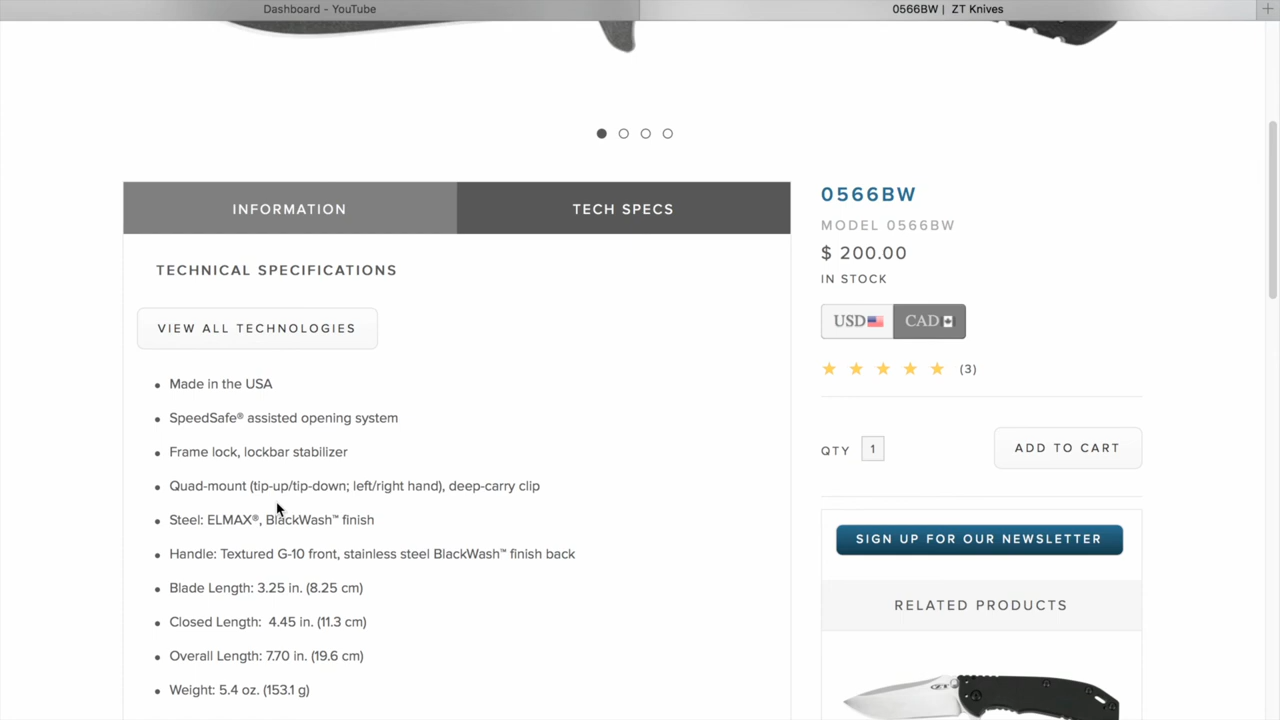 Dashboard - YouTube
0566BW | ZT Knives
INFORMATION
TECH SPECS
TECHNICAL SPECIFICATIONS
VIEW ALL TECHNOLOGIES
Made in the USA
SpeedSafe® assisted opening system
Frame lock, lockbar stabilizer
Quad-mount (tip-up/tip-down; left/right hand), deep-carry clip
Steel: ELMAX®, BlackWash™ finish
Handle: Textured G-10 front, stainless steel BlackWash™ finish back
Blade Length: 3.25 in. (8.25 cm)
Closed Length: 4.45 in. (11.3 cm)
Overall Length: 7.70 in. (19.6 cm)
Weight: 5.4 oz. (153.1 g)
0566BW
MODEL 0566BW
$ 200.00
IN STOCK
USD CAD
(3)
QTY 1 ADD TO CART
SIGN UP FOR OUR NEWSLETTER
RELATED PRODUCTS